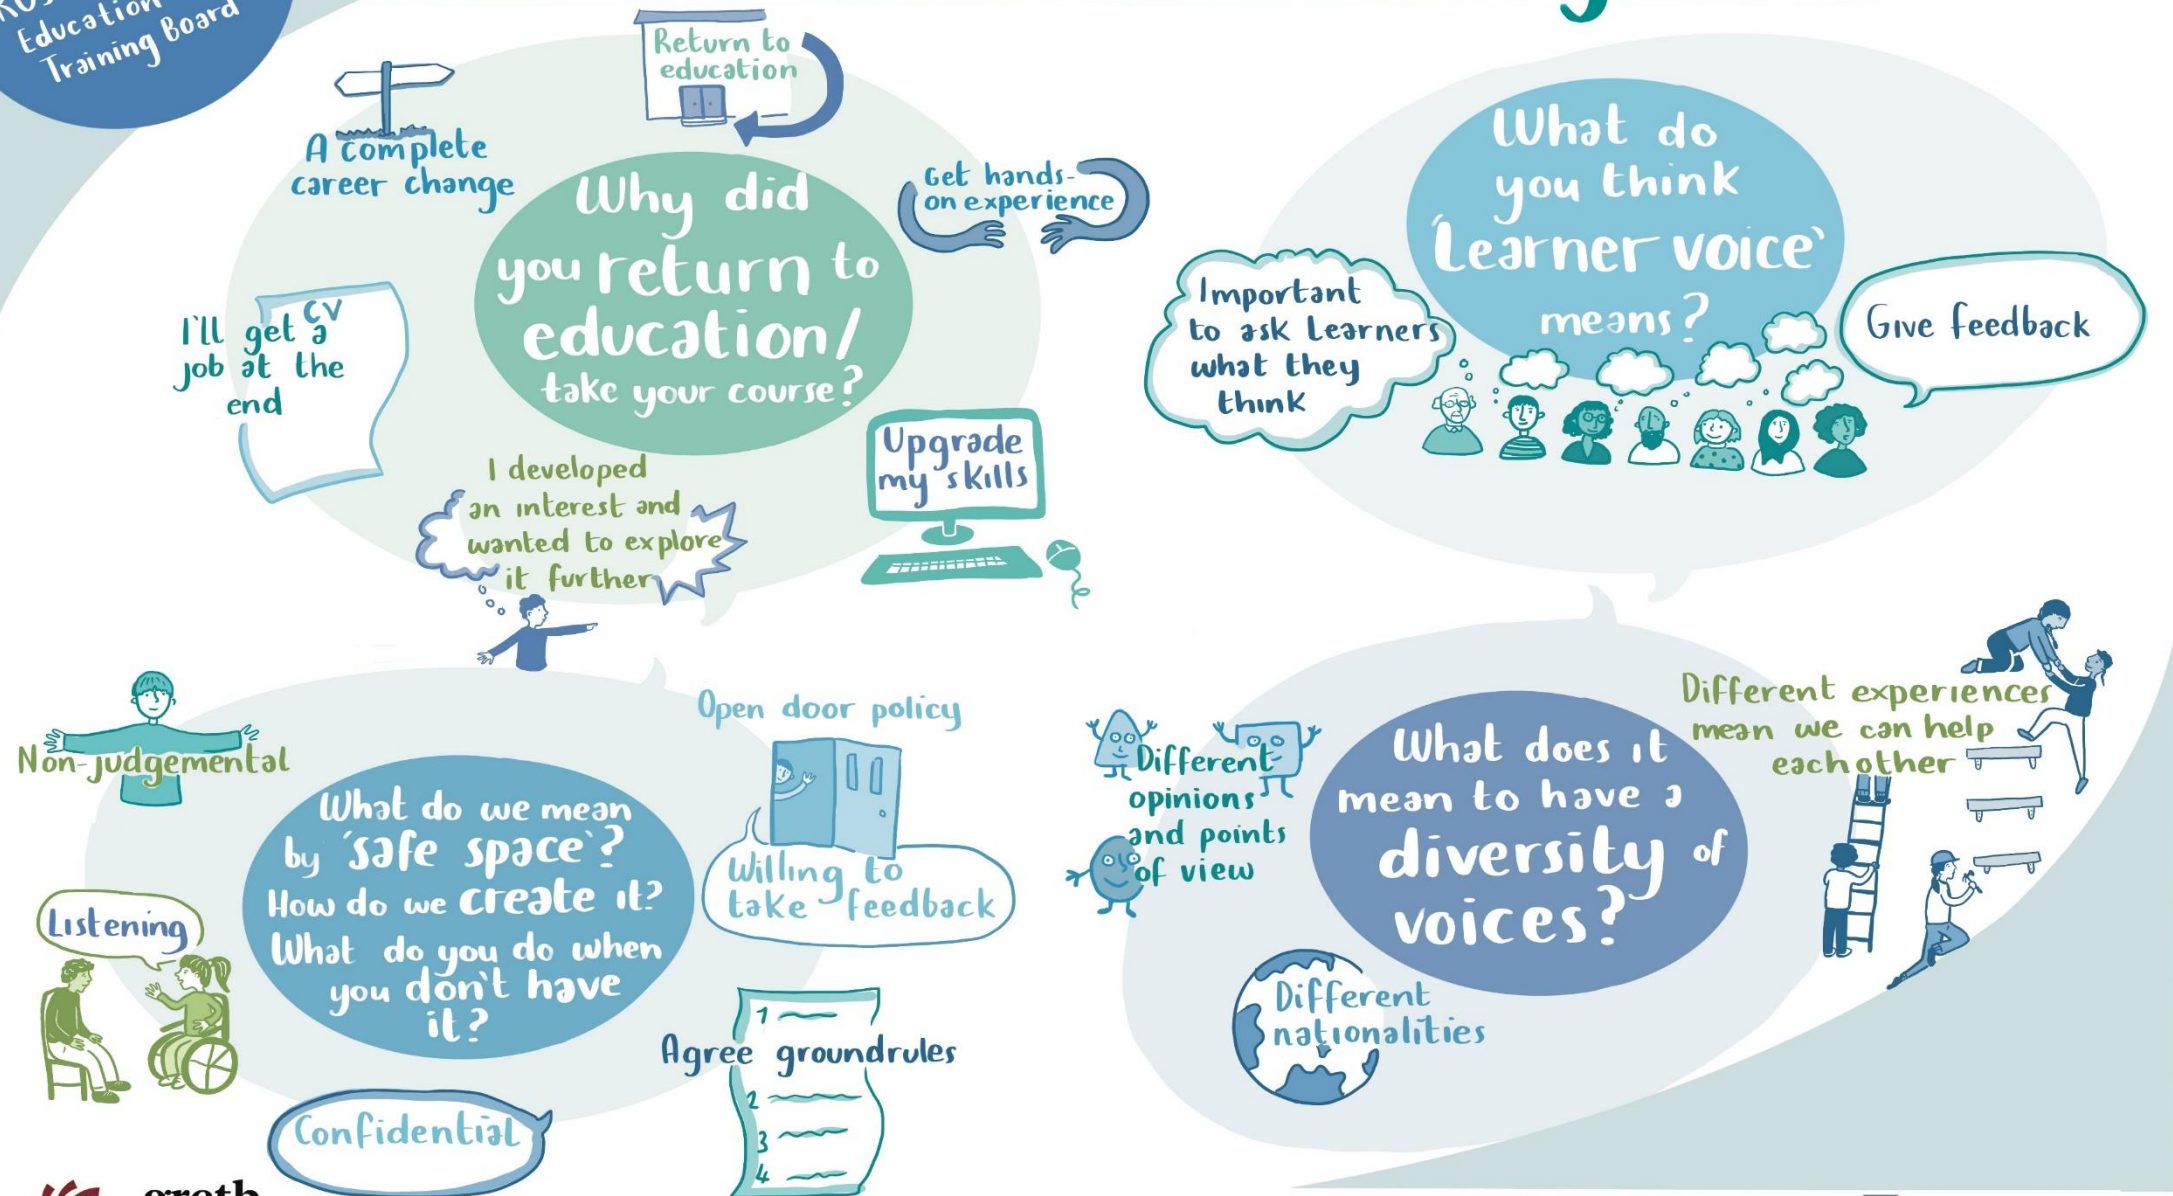 Education
Training Board
A complete
career change
Return to
education
Get hands-
on experience
Why did
you return to
education/
take your course?
CV
I'll get a
job at the
end
I developed
an interest and
wanted to explore
it further
Upgrade
my skills
What do
you think
'Learner voice'
means?
Important
to ask Learners
what they
think
Give feedback
Non-judgemental
Open door policy
What do we mean
by 'safe space'?
How do we create it?
What do you do when
you don't have
it?
Willing to
take feedback
Listening
Agree groundrules
1
2
3
4
Confidential
Different
opinions
and points
of view
What does it
mean to have a
diversity of
voices?
Different experiences
mean we can help
each other
Different
nationalities